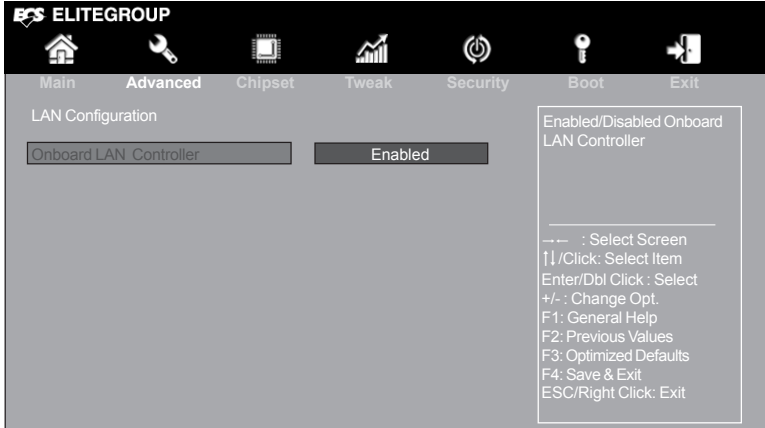 ECS ELITEGROUP
Main Advanced Chipset Tweak Security Boot Exit
LAN Configuration
Onboard LAN Controller Enabled
Enabled/Disabled Onboard
LAN Controller
→← : Select Screen
↑↓/Click: Select Item
Enter/Dbl Click : Select
+/- : Change Opt.
F1: General Help
F2: Previous Values
F3: Optimized Defaults
F4: Save & Exit
ESC/Right Click: Exit